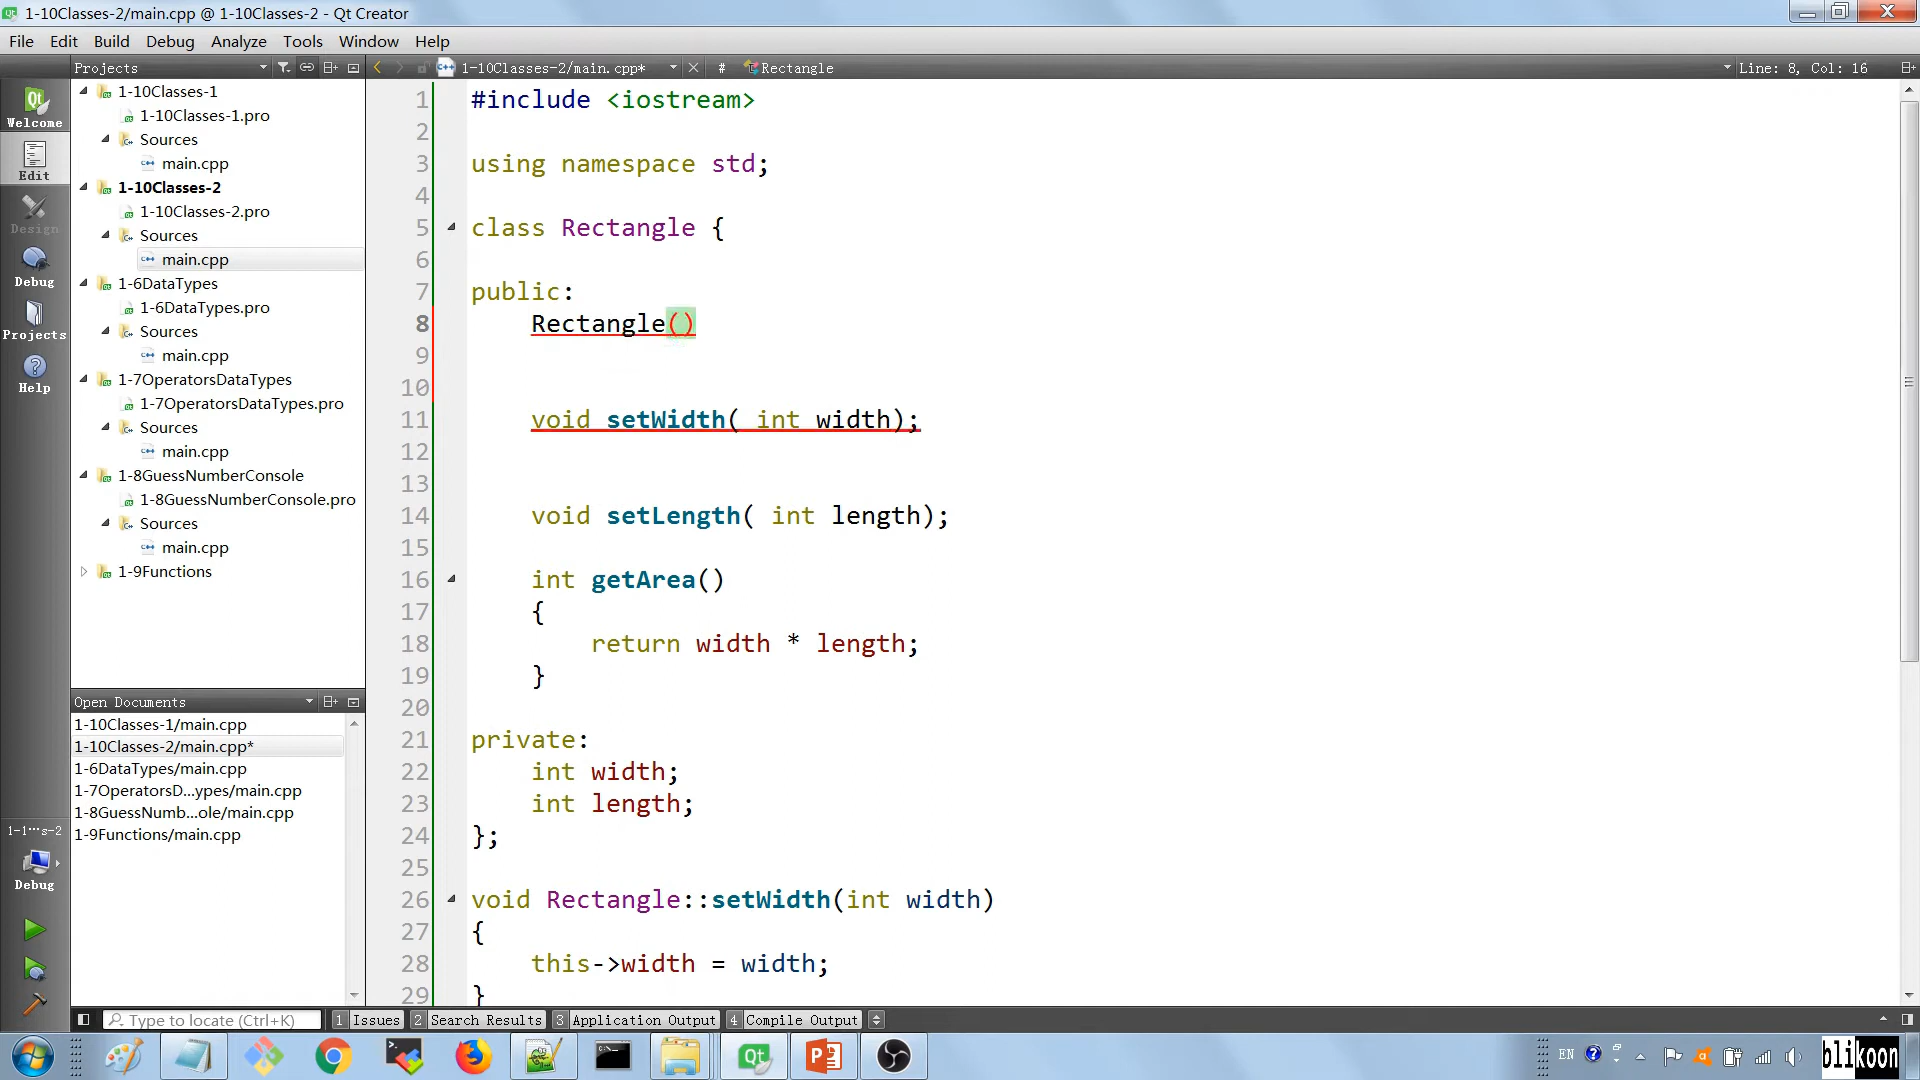 1-10Classes-2/main.cpp @ 1-10Classes-2 - Qt Creator
File Edit Build Debug Analyze Tools Window Help
Projects
1-10Classes-2/main.cpp*
#
Rectangle
Line: 8, Col: 16
Welcome
Edit
Design
Debug
Projects
Help
1-1···s-2
Debug
1-10Classes-1
1-10Classes-1.pro
Sources
main.cpp
1-10Classes-2
1-10Classes-2.pro
Sources
main.cpp
1-6DataTypes
1-6DataTypes.pro
Sources
main.cpp
1-7OperatorsDataTypes
1-7OperatorsDataTypes.pro
Sources
main.cpp
1-8GuessNumberConsole
1-8GuessNumberConsole.pro
Sources
main.cpp
1-9Functions
Open Documents
1-10Classes-1/main.cpp
1-10Classes-2/main.cpp*
1-6DataTypes/main.cpp
1-7OperatorsD...ypes/main.cpp
1-8GuessNumb...ole/main.cpp
1-9Functions/main.cpp
1 #include <iostream>
2
3 using namespace std;
4
5 class Rectangle {
6
7 public:
8 Rectangle()
9
10
11 void setWidth( int width);
12
13
14 void setLength( int length);
15
16 int getArea()
17 {
18 return width * length;
19 }
20
21 private:
22 int width;
23 int length;
24 };
25
26 void Rectangle::setWidth(int width)
27 {
28 this->width = width;
29 }
Type to locate (Ctrl+K)
1 Issues 2 Search Results 3 Application Output 4 Compile Output
EN
blikoon